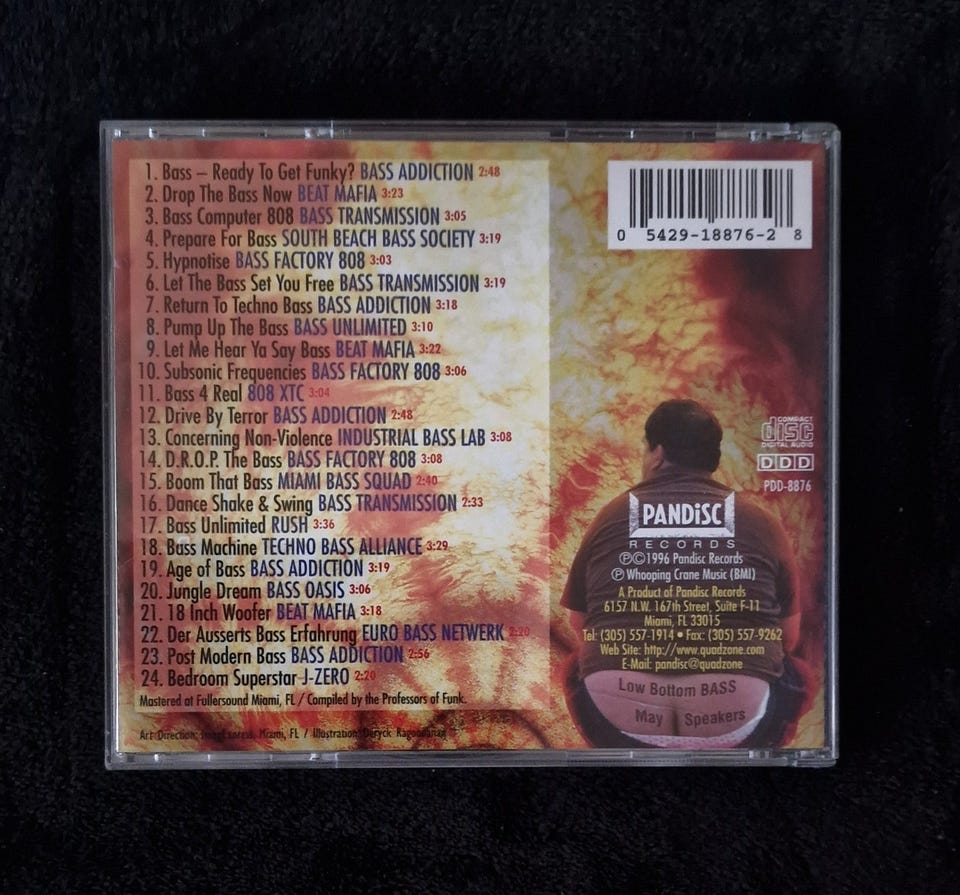 1. Bass – Ready To Get Funky? BASS ADDICTION 2:48
2. Drop The Bass Now BEAT MAFIA 3:23
3. Bass Computer 808 BASS TRANSMISSION 3:05
4. Prepare For Bass SOUTH BEACH BASS SOCIETY 3:19
5. Hypnotise BASS FACTORY 808 3:03
6. Let The Bass Set You Free BASS TRANSMISSION 3:19
7. Return To Techno Bass BASS ADDICTION 3:18
8. Pump Up The Bass BASS UNLIMITED 3:10
9. Let Me Hear Ya Say Bass BEAT MAFIA 3:22
10. Subsonic Frequencies BASS FACTORY 808 3:06
11. Bass 4 Real 808 XTC 3:04
12. Drive By Terror BASS ADDICTION 2:48
13. Concerning Non-Violence INDUSTRIAL BASS LAB 3:08
14. D.R.O.P. The Bass BASS FACTORY 808 3:08
15. Boom That Bass MIAMI BASS SQUAD 2:40
16. Dance Shake & Swing BASS TRANSMISSION 2:33
17. Bass Unlimited RUSH 3:36
18. Bass Machine TECHNO BASS ALLIANCE 3:29
19. Age of Bass BASS ADDICTION 3:19
20. Jungle Dream BASS OASIS 3:06
21. 18 Inch Woofer BEAT MAFIA 3:18
22. Der Ausserts Bass Erfahrung EURO BASS NETWERK 2:20
23. Post Modern Bass BASS ADDICTION 2:56
24. Bedroom Superstar J-ZERO 2:20
Mastered at Fullersound Miami, FL / Compiled by the Professors of Funk.
Art Direction: Miami, FL / Illustration: Deryck
0 5429-18876-2 8
COMPACT
disc
DIGITAL AUDIO
DDD
PDD-8876
PANDISC
RECORDS
ⓅⒸ1996 Pandisc Records
Ⓟ Whooping Crane Music (BMI)
A Product of Pandisc Records
6157 N.W. 167th Street, Suite F-11
Miami, FL 33015
Tel: (305) 557-1914 • Fax: (305) 557-9262
Web Site: http://www.quadzone.com
E-Mail: pandisc@quadzone
Low Bottom BASS
May Speakers